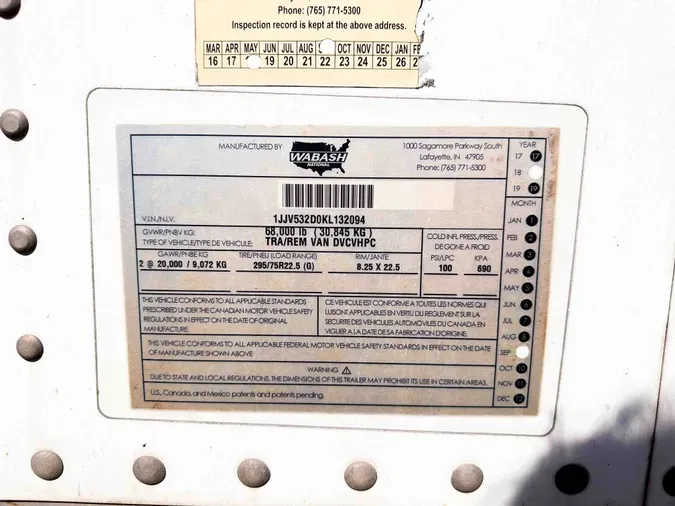 Phone: (765) 771-5300
Inspection record is kept at the above address.
MAR APR MAY JUN JUL AUG OCT NOV DEC JAN
16 17 19 20 21 22 23 24 25 26
MANUFACTURED BY
WABASH
NATIONAL
1000 Sagamore Parkway South
Lafayette, IN 47905
Phone: (765) 771-5300
YEAR
17 17
18
19 19
V.I.N./N.I.V. 1JJV532D0KL132094
GVWR/PNBV KG: 68,000 lb ( 30,845 KG )
TYPE OF VEHICLE/TYPE DE VEHICULE: TRA/REM VAN DVCVHPC
COLD INFL. PRESS./PRESS.
DE GONE A FROID
GAWR/PNBE KG TIRE/PNEU (LOAD RANGE) RIM/JANTE PSI/LPC KPA
2 @ 20,000 / 9,072 KG 295/75R22.5 (G) 8.25 X 22.5 100 690
THIS VEHICLE CONFORMS TO ALL APPLICABLE STANDARDS
PRESCRIBED UNDER THE CANADIAN MOTOR VEHICLE SAFETY
REGULATIONS IN EFFECT ON THE DATE OF ORIGINAL
MANUFACTURE.
CE VEHICULE EST CONFORME A TOUTES LES NORMES QUI
LUI SONT APPLICABLES EN VERTU DU REGLEMENT SUR LA
SECURITE DES VEHICULES AUTOMOVILES DU CANADA EN
VIGUER A LA DATE DE SA FABRICATION D'ORIGINE.
THIS VEHICLE CONFORMS TO ALL APPLICABLE FEDERAL MOTOR VEHICLE SAFETY STANDARDS IN EFFECT ON THE DATE
OF MANUFACTURE SHOWN ABOVE
WARNING
DUE TO STATE AND LOCAL REGULATIONS, THE DIMENSIONS OF THIS TRAILER MAY PROHIBIT ITS USE IN CERTAIN AREAS.
U.S., Canada, and Mexico patents and patents pending.
MONTH
JAN 1
FEB 2
MAR 3
APR 4
MAY 5
JUN 6
JUL 7
AUG 8
SEP
OCT 10
NOV 11
DEC 12